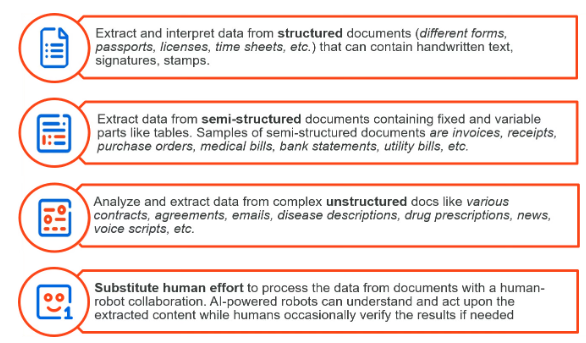 Extract and interpret data from structured documents (different forms,
passports, licenses, time sheets, etc.) that can contain handwritten text,
signatures, stamps.
Extract data from semi-structured documents containing fixed and variable
parts like tables. Samples of semi-structured documents are invoices, receipts,
purchase orders, medical bills, bank statements, utility bills, etc.
Analyze and extract data from complex unstructured docs like various
contracts, agreements, emails, disease descriptions, drug prescriptions, news,
voice scripts, etc.
Substitute human effort to process the data from documents with a human-
robot collaboration. AI-powered robots can understand and act upon the
extracted content while humans occasionally verify the results if needed
1